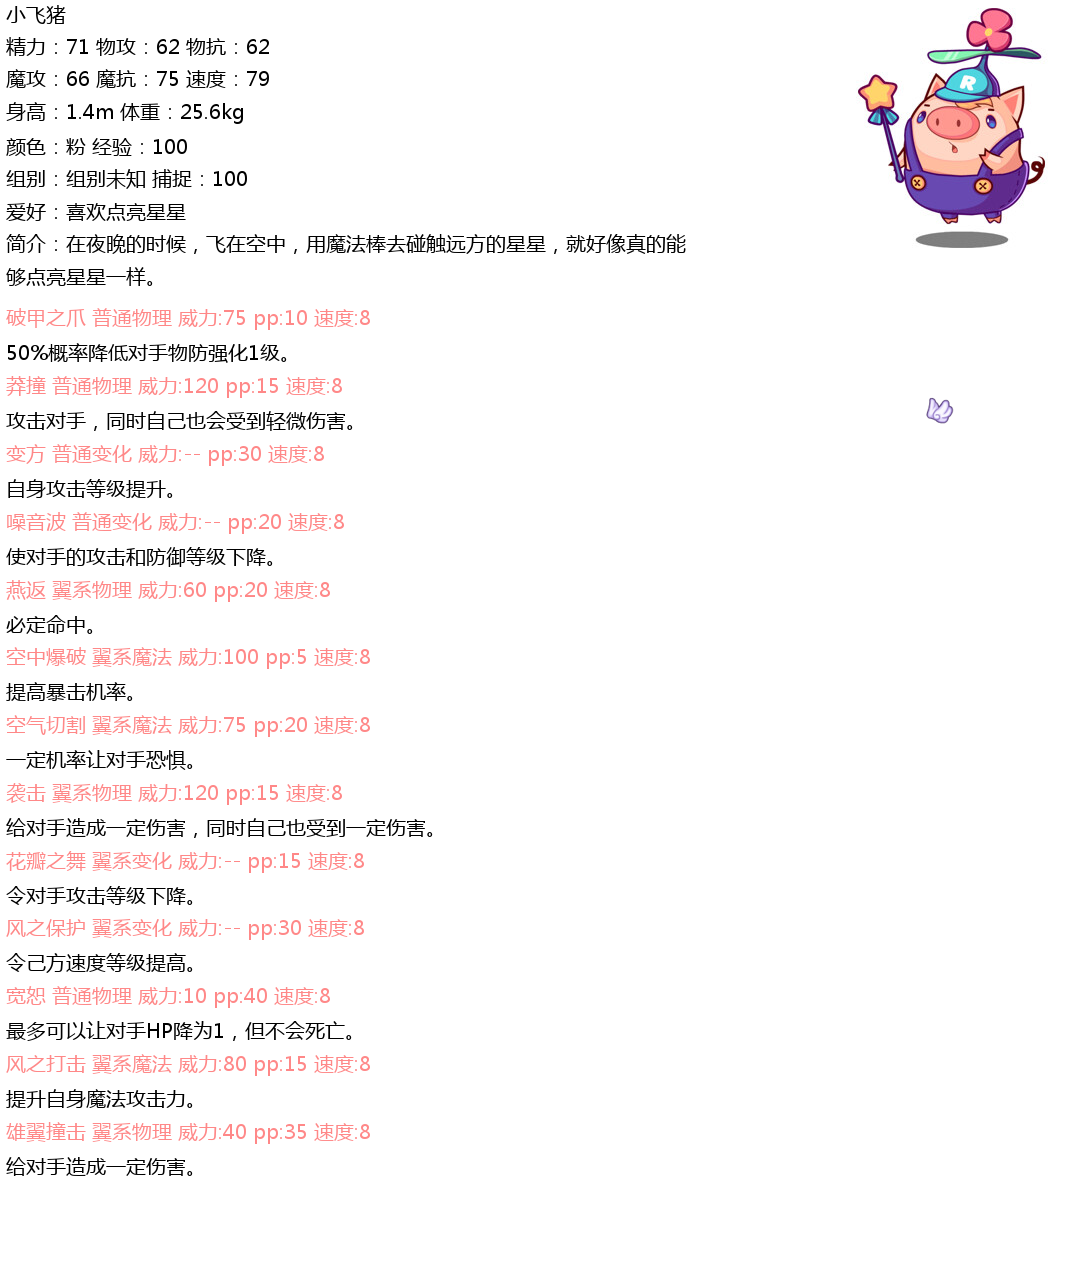 小飞猪
精力：71 物攻：62 物抗：62
魔攻：66 魔抗：75 速度：79
身高：1.4m 体重：25.6kg
颜色：粉 经验：100
组别：组别未知 捕捉：100
爱好：喜欢点亮星星
简介：在夜晚的时候，飞在空中，用魔法棒去碰触远方的星星，就好像真的能
够点亮星星一样。
R
破甲之爪 普通物理 威力:75 pp:10 速度:8
50%概率降低对手物防强化1级。
莽撞 普通物理 威力:120 pp:15 速度:8
攻击对手，同时自己也会受到轻微伤害。
变方 普通变化 威力:-- pp:30 速度:8
自身攻击等级提升。
噪音波 普通变化 威力:-- pp:20 速度:8
使对手的攻击和防御等级下降。
燕返 翼系物理 威力:60 pp:20 速度:8
必定命中。
空中爆破 翼系魔法 威力:100 pp:5 速度:8
提高暴击机率。
空气切割 翼系魔法 威力:75 pp:20 速度:8
一定机率让对手恐惧。
袭击 翼系物理 威力:120 pp:15 速度:8
给对手造成一定伤害，同时自己也受到一定伤害。
花瓣之舞 翼系变化 威力:-- pp:15 速度:8
令对手攻击等级下降。
风之保护 翼系变化 威力:-- pp:30 速度:8
令己方速度等级提高。
宽恕 普通物理 威力:10 pp:40 速度:8
最多可以让对手HP降为1，但不会死亡。
风之打击 翼系魔法 威力:80 pp:15 速度:8
提升自身魔法攻击力。
雄翼撞击 翼系物理 威力:40 pp:35 速度:8
给对手造成一定伤害。